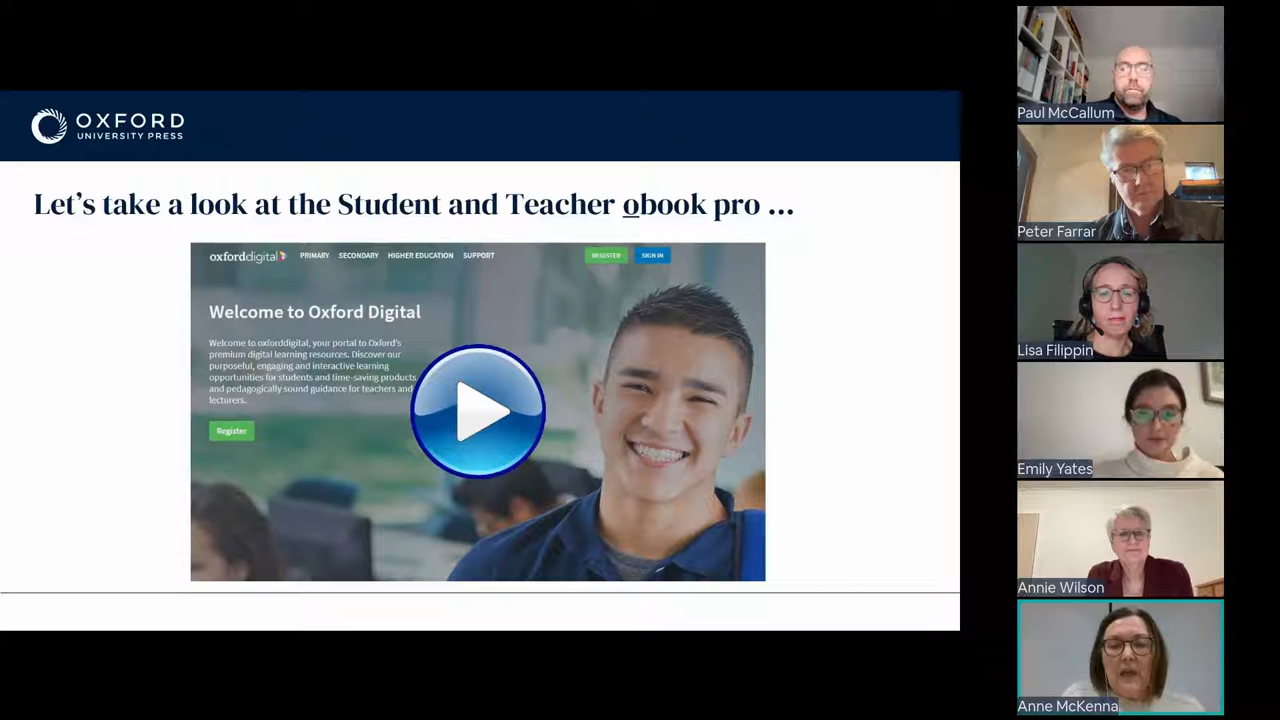 OXFORD
UNIVERSITY PRESS
Let's take a look at the Student and Teacher obook pro ...
oxforddigital
PRIMARY SECONDARY HIGHER EDUCATION SUPPORT
REGISTER SIGN IN
Welcome to Oxford Digital
Welcome to oxforddigital, your portal to Oxford's
premium digital learning resources. Discover our
purposeful, engaging and interactive learning
opportunities for students and time-saving products
and pedagogically sound guidance for teachers and
lecturers.
Register
Paul McCallum
Peter Farrar
Lisa Filippin
Emily Yates
Annie Wilson
Anne McKenna